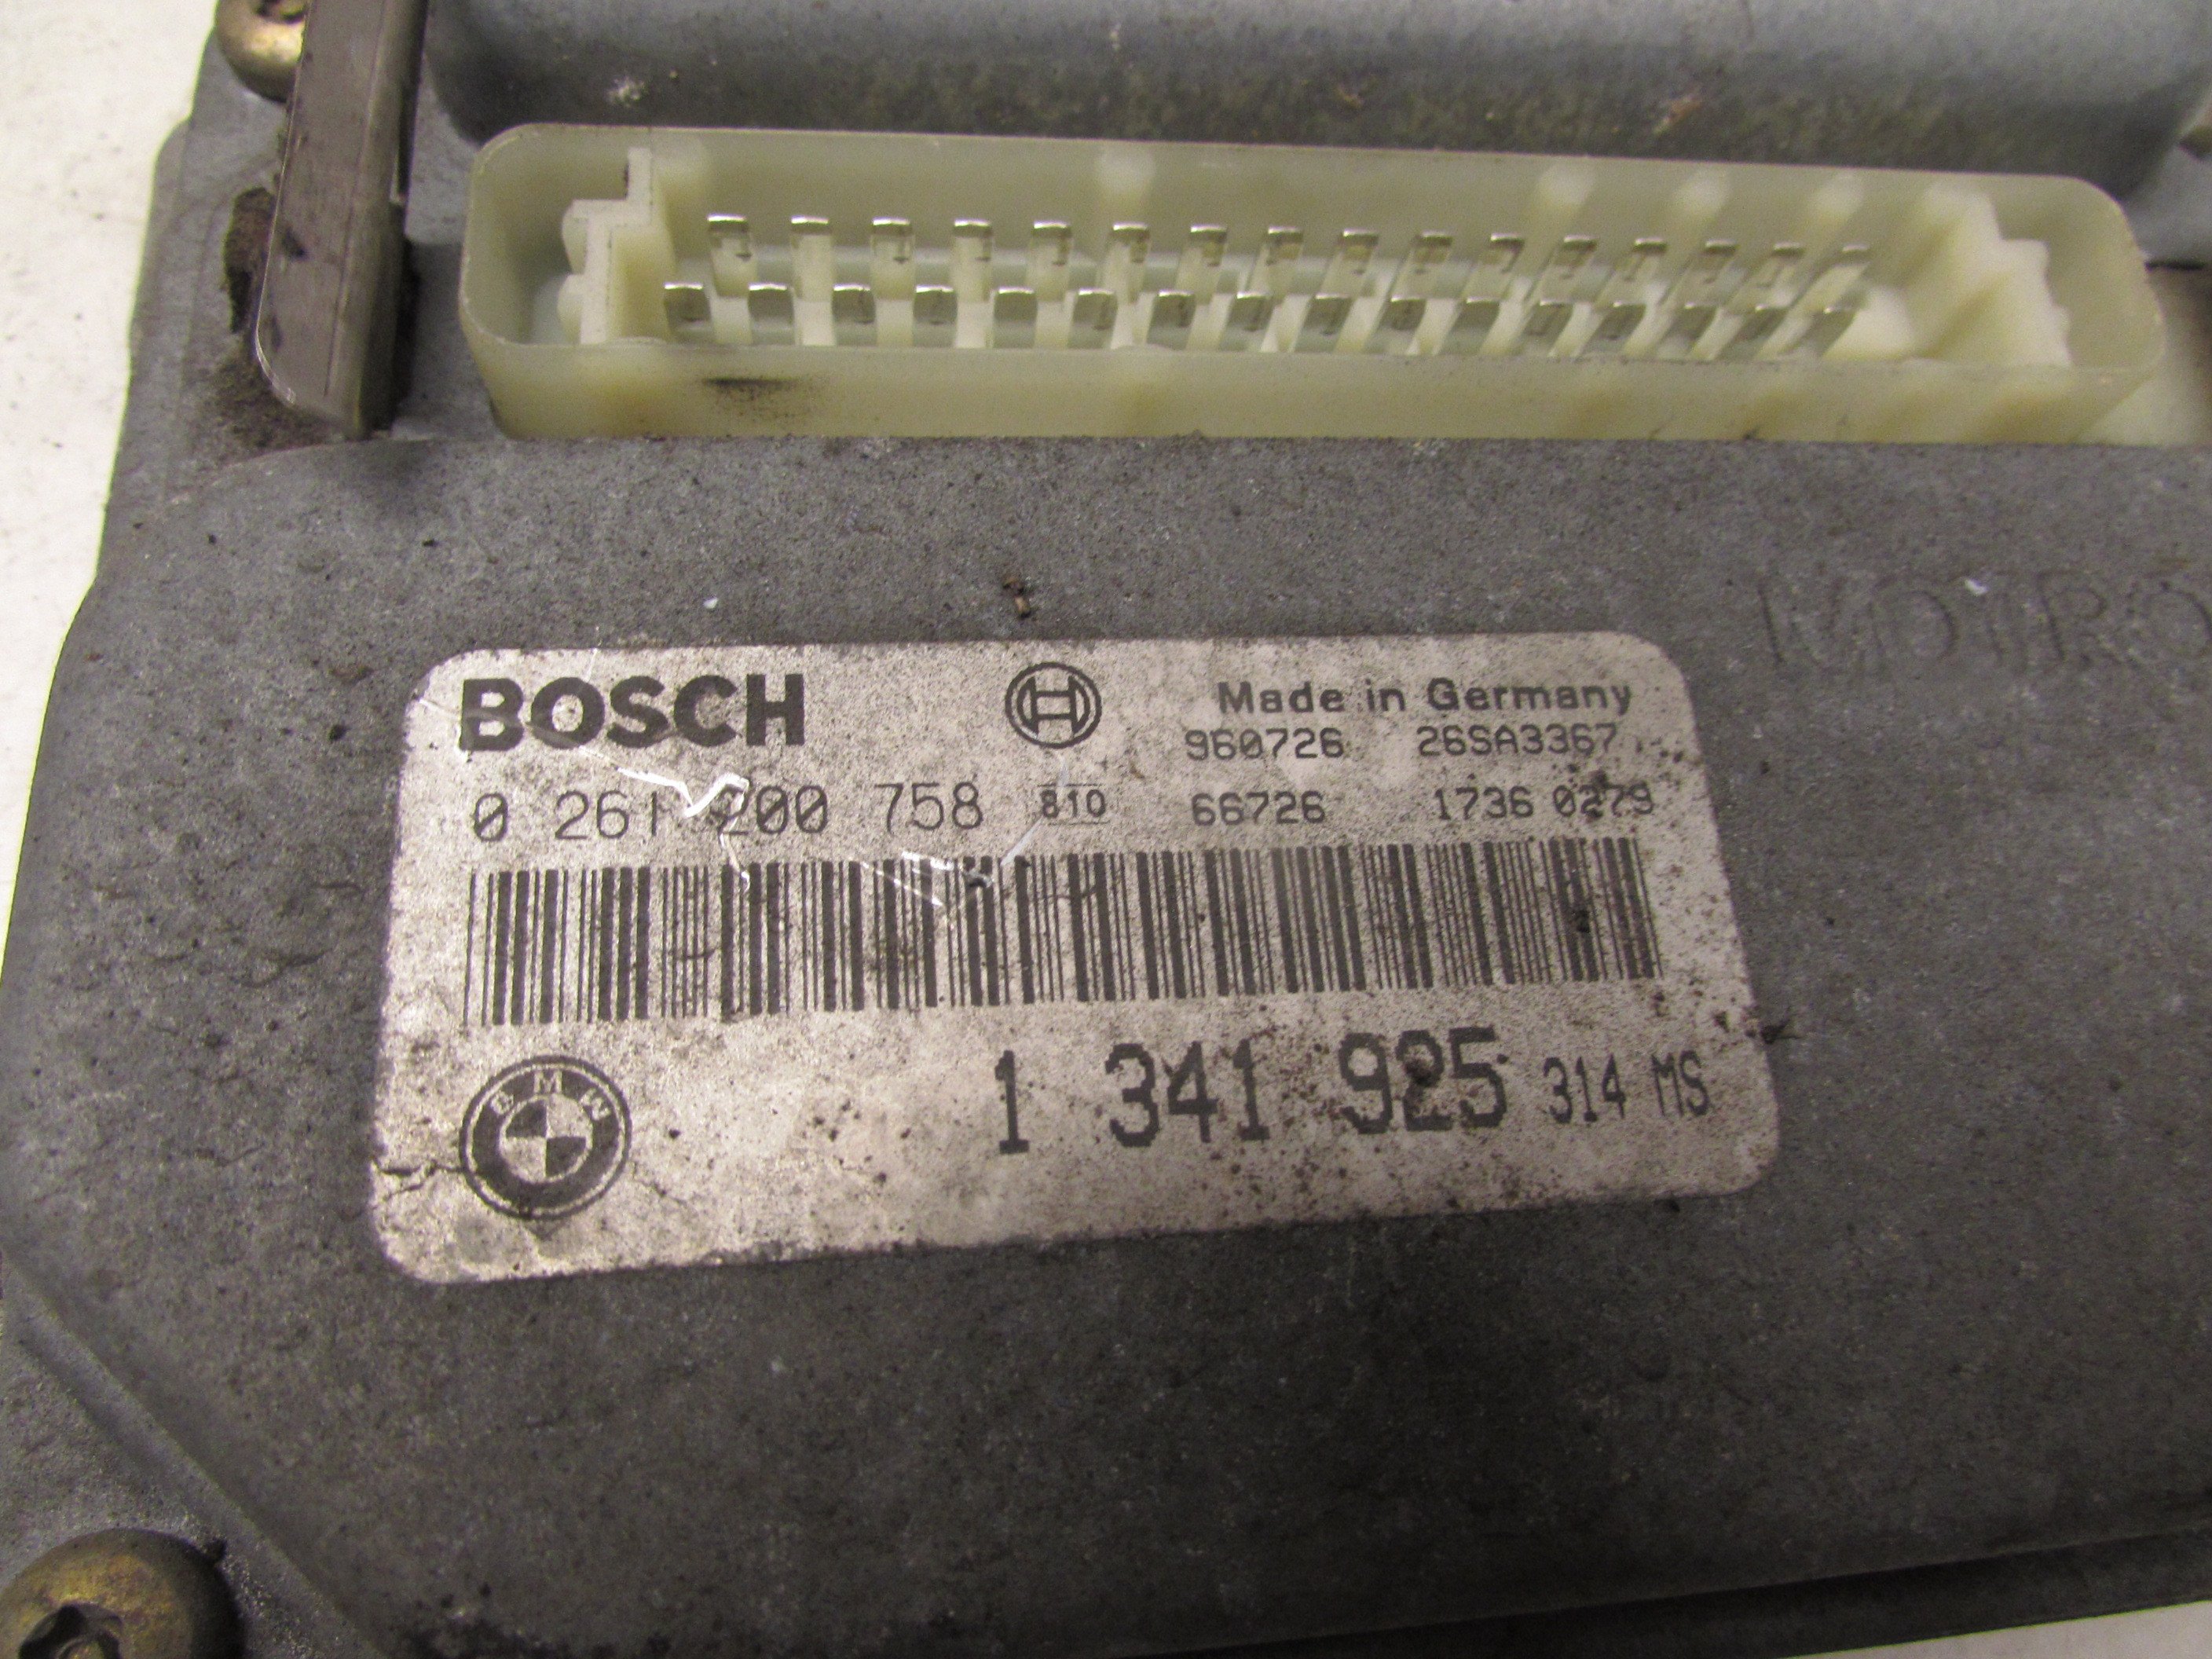 BOSCH Made in Germany
960726 26SA3367
0 261 200 758 810 66726 1736 0279
BMW 1 341 925 314 MS